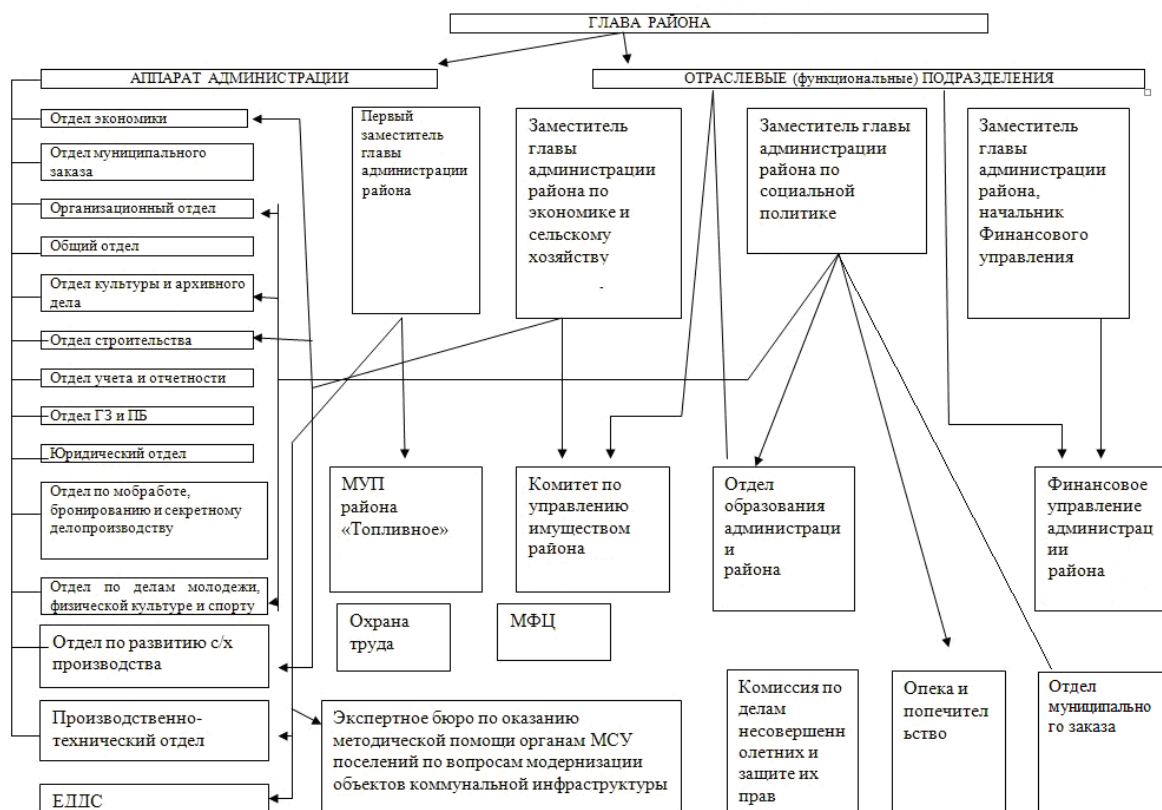 ГЛАВА РАЙОНА
АППАРАТ АДМИНИСТРАЦИИ
ОТРАСЛЕВЫЕ (функциональные) ПОДРАЗДЕЛЕНИЯ
Отдел экономики
Отдел муниципального
заказа
Организационный отдел
Общий отдел
Отдел культуры и архивного
дела
Отдел строительства
Отдел учета и отчетности
Отдел ГЗ и ПБ
Юридический отдел
Отдел по мобработе,
бронированию и секретному
делопроизводству
Отдел по делам молодежи,
физической культуре и спорту
Отдел по развитию с/х
производства
Производственно-
технический отдел
ЕДДС
Первый
заместитель
главы
администрации
района
Заместитель
главы
администрации
района по
экономике и
сельскому
хозяйству
-
Заместитель главы
администрации
района по
социальной
политике
Заместитель
главы
администрации
района,
начальник
Финансового
управления
МУП
района
«Топливное»
Комитет по
управлению
имуществом
района
Отдел
образования
администраци
и
района
Финансовое
управление
администрац
ии
района
Охрана
труда
МФЦ
Экспертное бюро по оказанию
методической помощи органам МСУ
поселений по вопросам модернизации
объектов коммунальной инфраструктуры
Комиссия по
делам
несовершенн
олетних и
защите их
прав
Опека и
попечител
ьство
Отдел
муниципально
го заказа